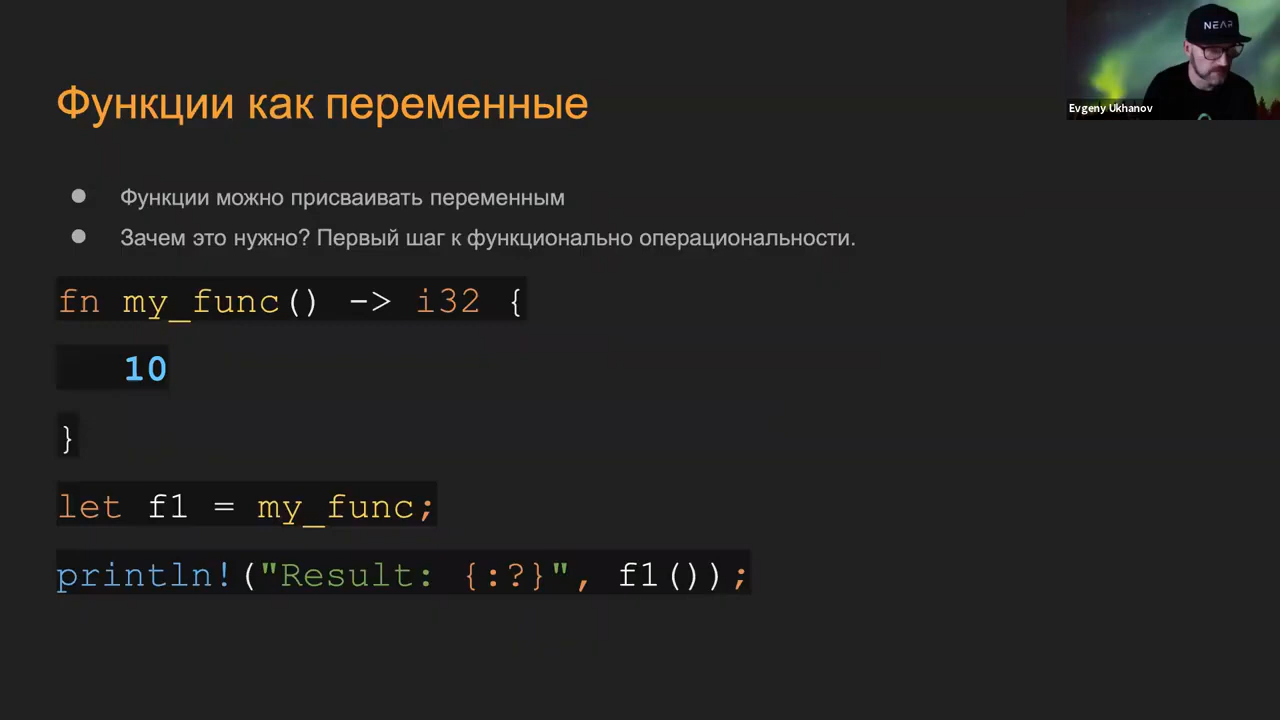 NEAR
Evgeny Ukhanov
Функции как переменные
● Функции можно присваивать переменным
● Зачем это нужно? Первый шаг к функционально операциональности.
fn my_func() -> i32 {
    10
}
let f1 = my_func;
println!("Result: {:?}", f1());